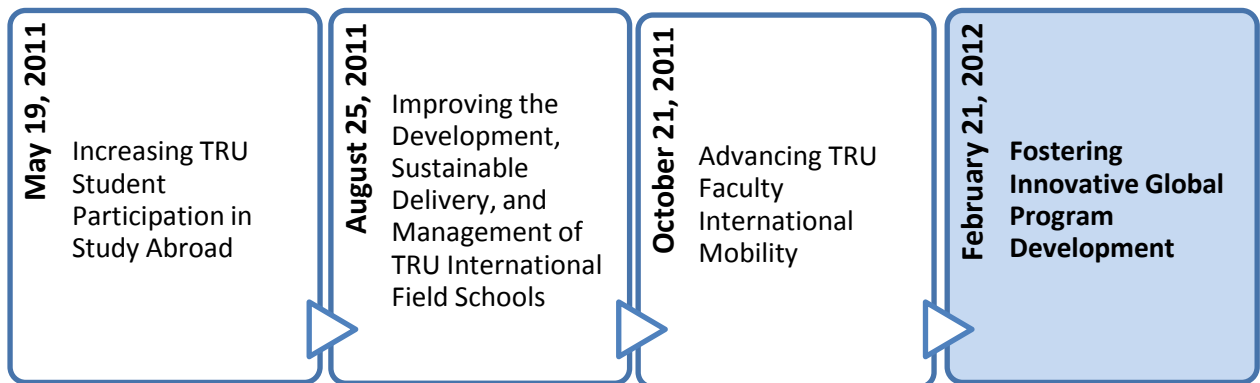 May 19, 2011
Increasing TRU
Student
Participation in
Study Abroad
August 25, 2011
Improving the
Development,
Sustainable
Delivery, and
Management of
TRU International
Field Schools
October 21, 2011
Advancing TRU
Faculty
International
Mobility
February 21, 2012
Fostering
Innovative Global
Program
Development